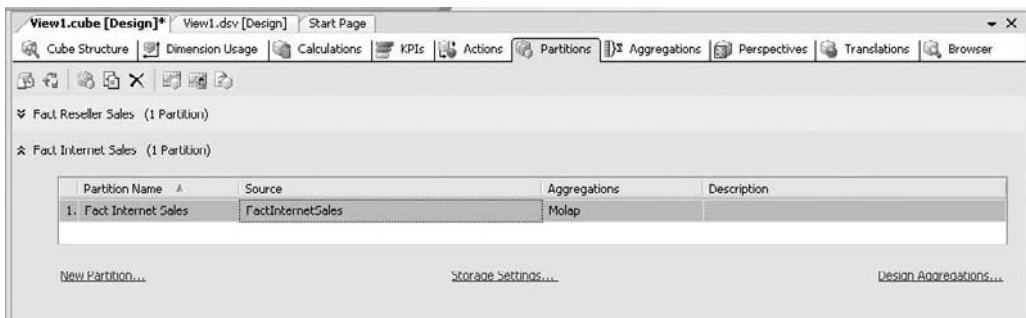 View1.cube [Design]* View1.dsv [Design] Start Page
Cube Structure Dimension Usage Calculations KPIs Actions Partitions Aggregations Perspectives Translations Browser
Fact Reseller Sales (1 Partition)
Fact Internet Sales (1 Partition)
Partition Name Source Aggregations Description
1. Fact Internet Sales FactInternetSales Molap
New Partition... Storage Settings... Design Aggregations...